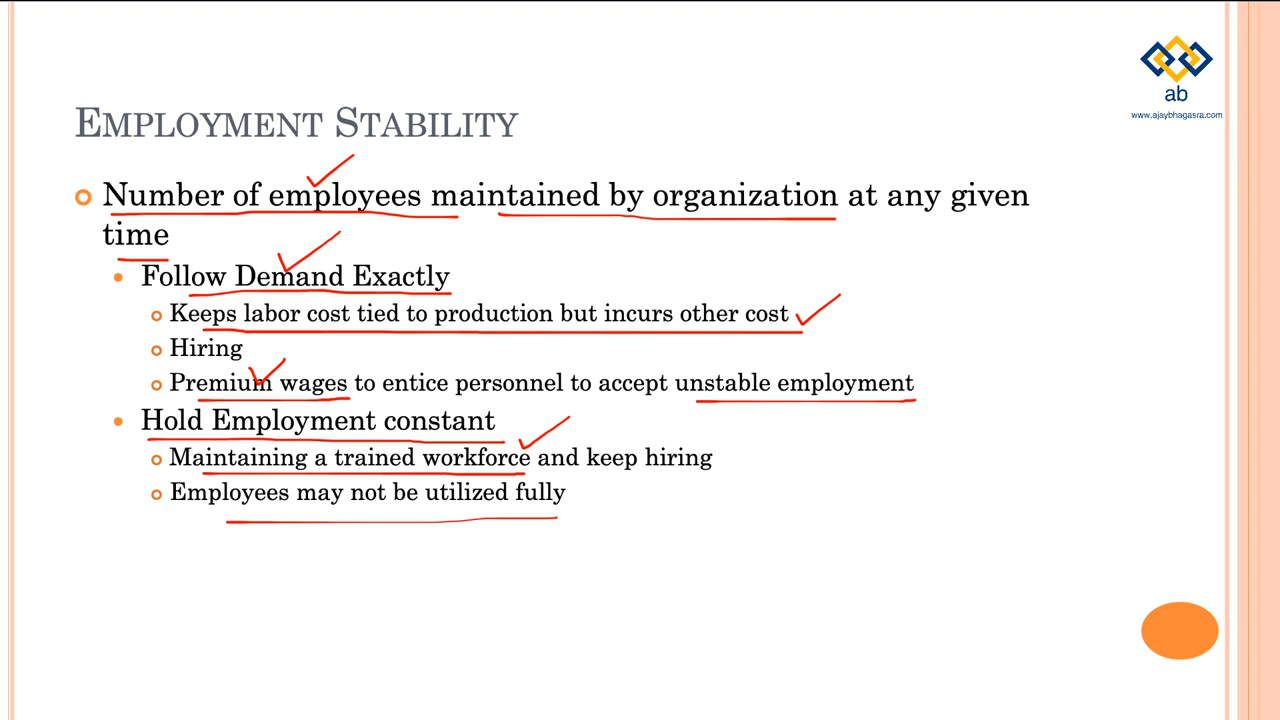 ab
www.ajaybhagasra.com
EMPLOYMENT STABILITY
Number of employees maintained by organization at any given
time
Follow Demand Exactly
Keeps labor cost tied to production but incurs other cost
Hiring
Premium wages to entice personnel to accept unstable employment
Hold Employment constant
Maintaining a trained workforce and keep hiring
Employees may not be utilized fully